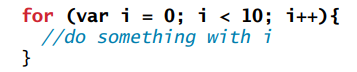 for (var i = 0; i < 10; i++){
  //do something with i
}